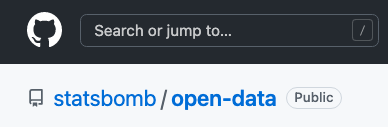 Search or jump to... /
statsbomb / open-data Public